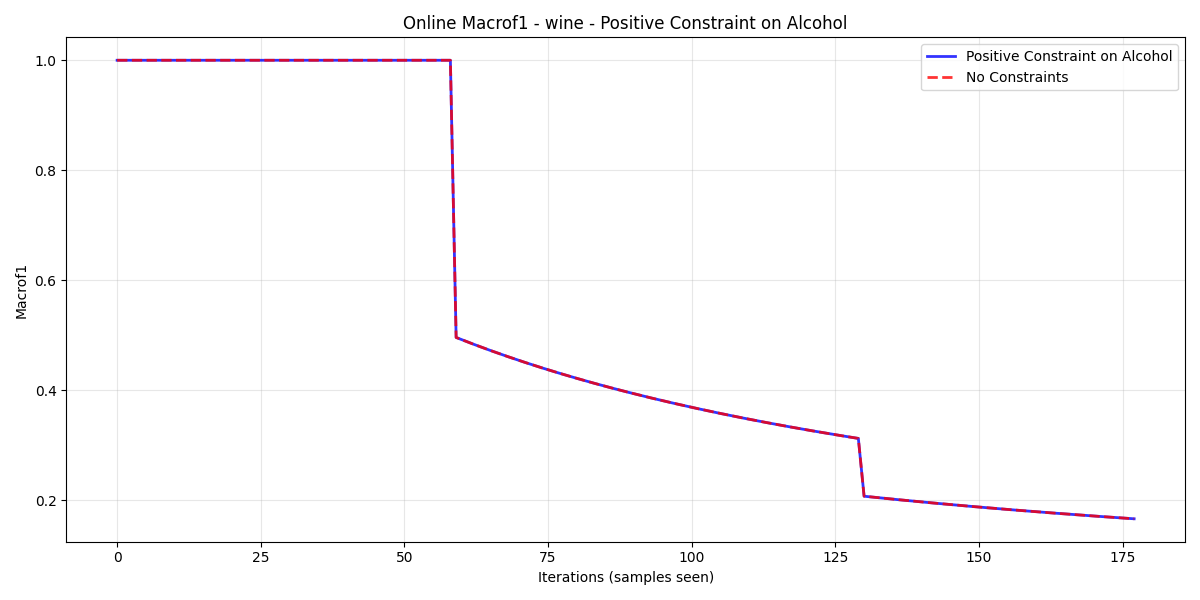 Online Macrof1 - wine - Positive Constraint on Alcohol
Positive Constraint on Alcohol
No Constraints
Macrof1
1.0
0.8
0.6
0.4
0.2
0 25 50 75 100 125 150 175
Iterations (samples seen)